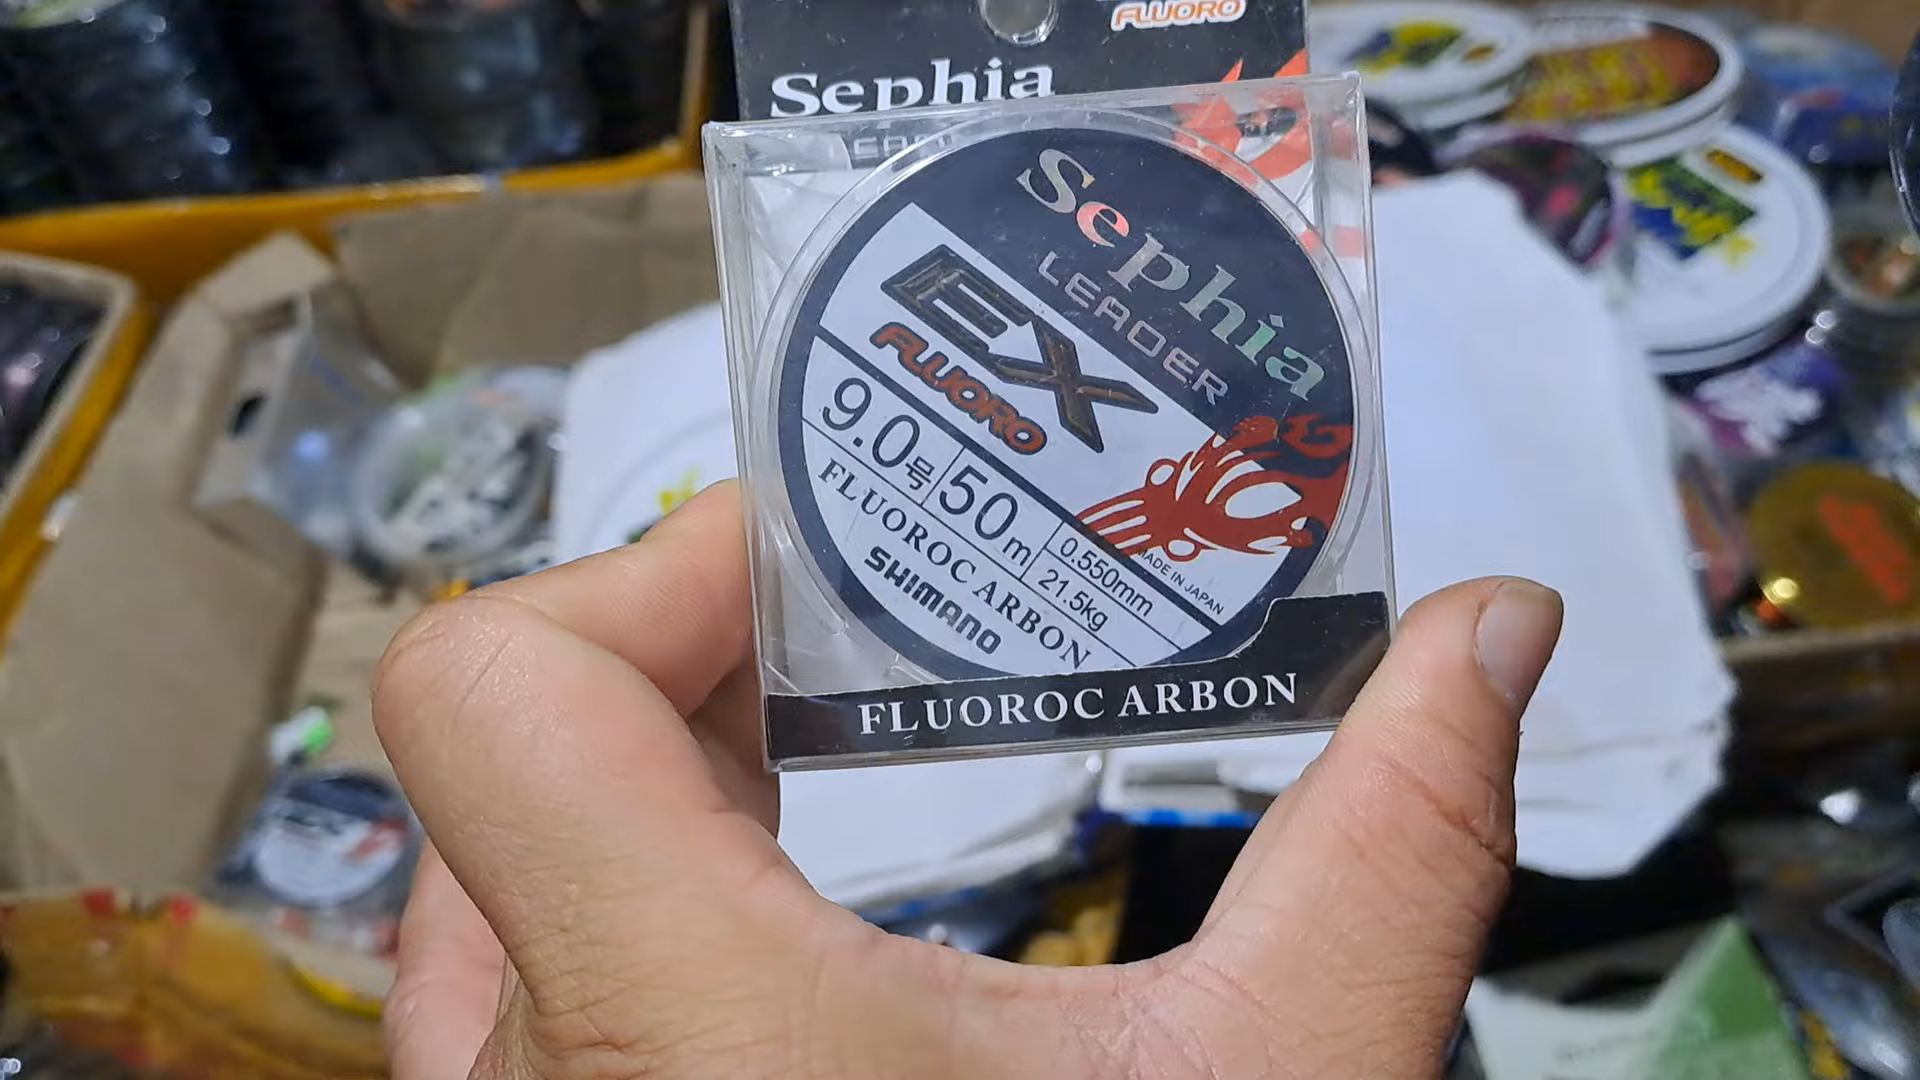 FLUORO
Sephia
Sephia
LEADER
EX
FLUORO
9.0号
50m
0.550mm
21.5kg
MADE IN JAPAN
FLUOROC ARBON
SHIMANO
FLUOROC ARBON